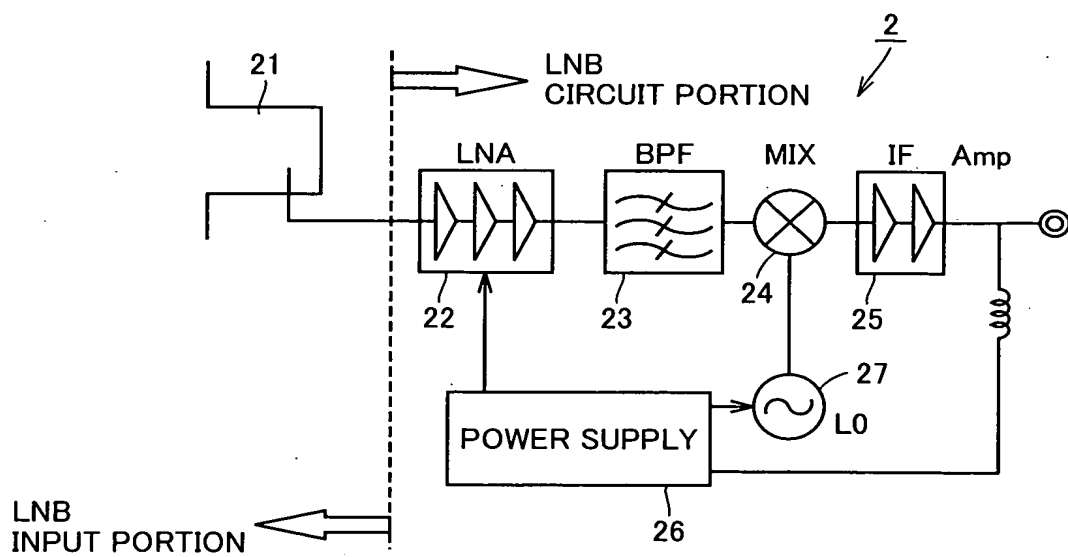 2
21
LNB
CIRCUIT PORTION
LNA
BPF
MIX
IF
Amp
22
23
24
25
27
LO
POWER SUPPLY
26
LNB
INPUT PORTION